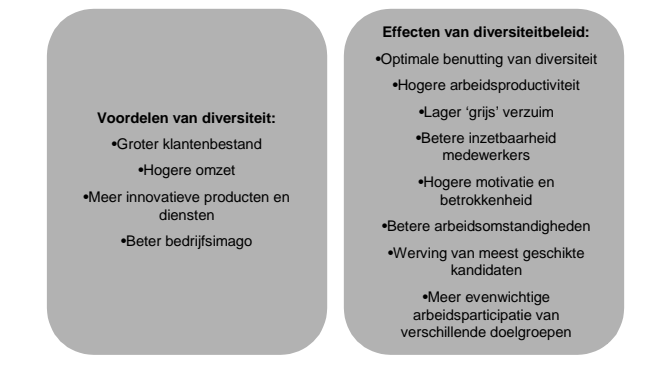 Voordelen van diversiteit:
•Groter klantenbestand
•Hogere omzet
•Meer innovatieve producten en
diensten
•Beter bedrijfsimago
Effecten van diversiteitbeleid:
•Optimale benutting van diversiteit
•Hogere arbeidsproductiviteit
•Lager ‘grijs’ verzuim
•Betere inzetbaarheid
medewerkers
•Hogere motivatie en
betrokkenheid
•Betere arbeidsomstandigheden
•Werving van meest geschikte
kandidaten
•Meer evenwichtige
arbeidsparticipatie van
verschillende doelgroepen